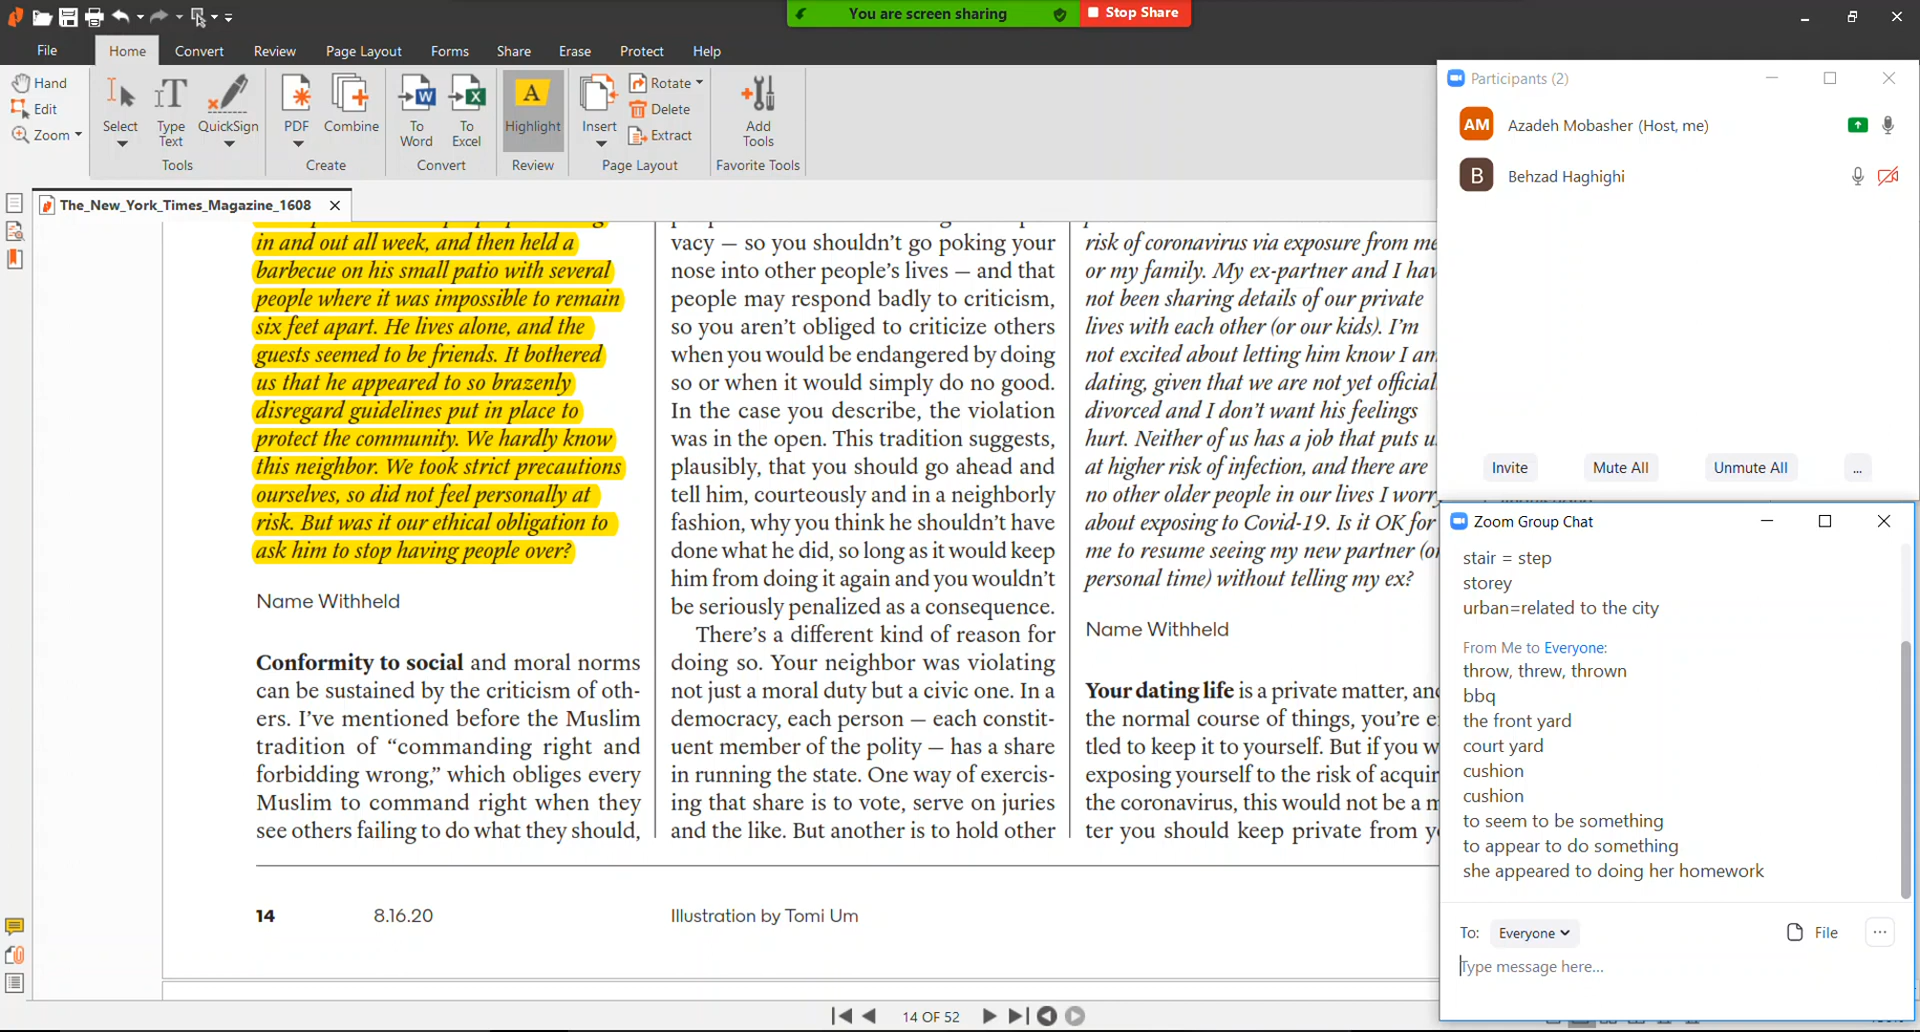 You are screen sharing
Stop Share
File
Home
Convert
Review
Page Layout
Forms
Share
Erase
Protect
Help
Hand
Edit
Zoom
Select
Type Text
QuickSign
Tools
PDF
Combine
Create
To Word
To Excel
Convert
Highlight
Review
Insert
Rotate
Delete
Extract
Page Layout
Add Tools
Favorite Tools
The_New_York_Times_Magazine_1608
in and out all week, and then held a
barbecue on his small patio with several
people where it was impossible to remain
six feet apart. He lives alone, and the
guests seemed to be friends. It bothered
us that he appeared to so brazenly
disregard guidelines put in place to
protect the community. We hardly know
this neighbor. We took strict precautions
ourselves, so did not feel personally at
risk. But was it our ethical obligation to
ask him to stop having people over?
Name Withheld
Conformity to social and moral norms
can be sustained by the criticism of oth-
ers. I’ve mentioned before the Muslim
tradition of “commanding right and
forbidding wrong,” which obliges every
Muslim to command right when they
see others failing to do what they should,
vacy — so you shouldn’t go poking your
nose into other people’s lives — and that
people may respond badly to criticism,
so you aren’t obliged to criticize others
when you would be endangered by doing
so or when it would simply do no good.
In the case you describe, the violation
was in the open. This tradition suggests,
plausibly, that you should go ahead and
tell him, courteously and in a neighborly
fashion, why you think he shouldn’t have
done what he did, so long as it would keep
him from doing it again and you wouldn’t
be seriously penalized as a consequence.
There’s a different kind of reason for
doing so. Your neighbor was violating
not just a moral duty but a civic one. In a
democracy, each person — each constit-
uent member of the polity — has a share
in running the state. One way of exercis-
ing that share is to vote, serve on juries
and the like. But another is to hold other
risk of coronavirus via exposure from me
or my family. My ex-partner and I hav
not been sharing details of our private
lives with each other (or our kids). I’m
not excited about letting him know I am
dating, given that we are not yet official
divorced and I don’t want his feelings
hurt. Neither of us has a job that puts u
at higher risk of infection, and there are
no other older people in our lives I worry
about exposing to Covid-19. Is it OK for
me to resume seeing my new partner (o
personal time) without telling my ex?
Name Withheld
Your dating life is a private matter, an
the normal course of things, you’re e
tled to keep it to yourself. But if you w
exposing yourself to the risk of acquir
the coronavirus, this would not be a m
ter you should keep private from y
14
8.16.20
Illustration by Tomi Um
14 OF 52
Participants (2)
AM
Azadeh Mobasher (Host, me)
B
Behzad Haghighi
Invite
Mute All
Unmute All
...
Zoom Group Chat
stair = step
storey
urban=related to the city
From Me to Everyone:
throw, threw, thrown
bbq
the front yard
court yard
cushion
cushion
to seem to be something
to appear to do something
she appeared to doing her homework
To: Everyone
File
...
Type message here...